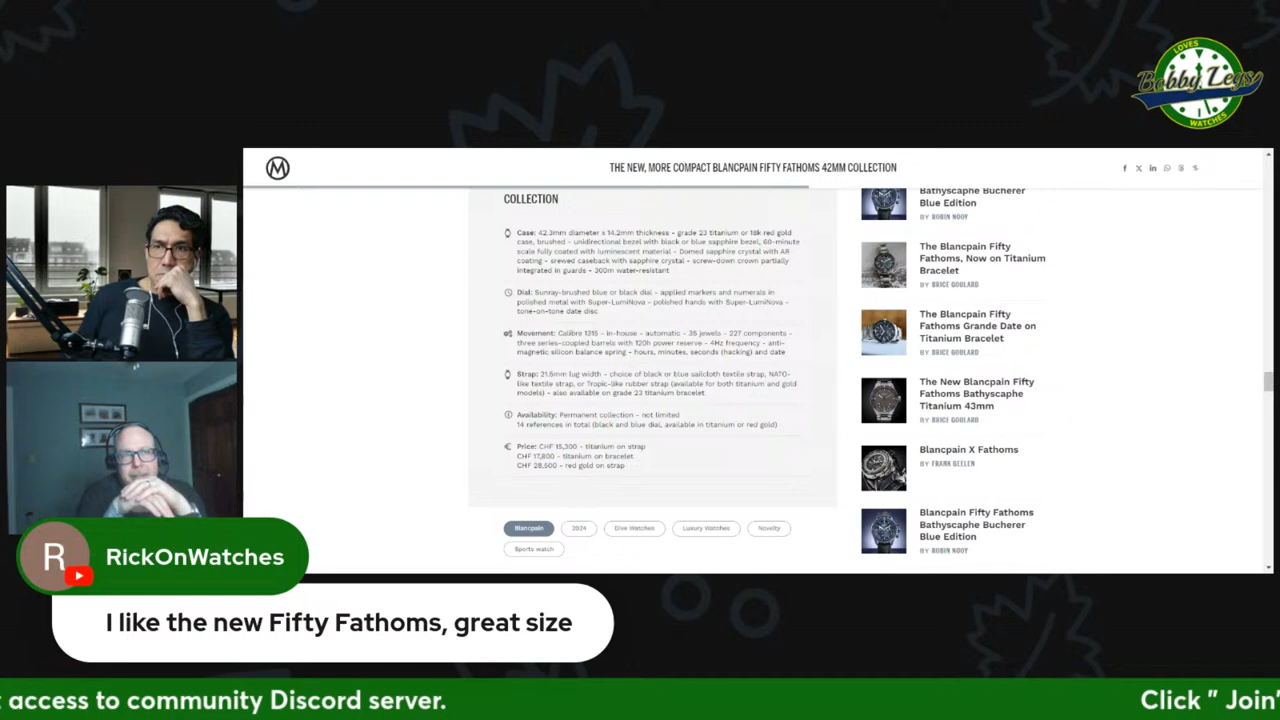 LOVES
Bobby Legs
WATCHES
M
THE NEW, MORE COMPACT BLANCPAIN FIFTY FATHOMS 42MM COLLECTION
COLLECTION
Case: 42.3mm diameter x 14.2mm thickness - grade 23 titanium or 18k red gold
case, brushed - unidirectional bezel with black or blue sapphire bezel, 60-minute
scale fully coated with luminescent material - Domed sapphire crystal with AR
coating - srewed caseback with sapphire crystal - screw-down crown partially
integrated in guards - 300m water-resistant
Dial: Sunray-brushed blue or black dial - applied markers and numerals in
polished metal with Super-LumiNova - polished hands with Super-LumiNova -
tone-on-tone date disc
Movement: Calibre 1315 - in-house - automatic - 35 jewels - 227 components -
three series-coupled barrels with 120h power reserve - 4Hz frequency - anti-
magnetic silicon balance spring - hours, minutes, seconds (hacking) and date
Strap: 21.5mm lug width - choice of black or blue sailcloth textile strap, NATO-
like textile strap, or Tropic-like rubber strap (available for both titanium and gold
models) - also available on grade 23 titanium bracelet
Availability: Permanent collection - not limited
14 references in total (black and blue dial, available in titanium or red gold)
Price: CHF 15,300 - titanium on strap
CHF 17,800 - titanium on bracelet
CHF 28,500 - red gold on strap
Blancpain
2024
Dive Watches
Luxury Watches
Novelty
Sports watch
Bathyscaphe Bucherer
Blue Edition
BY ROBIN NOOY
The Blancpain Fifty
Fathoms, Now on Titanium
Bracelet
BY BRICE GOULARD
The Blancpain Fifty
Fathoms Grande Date on
Titanium Bracelet
BY BRICE GOULARD
The New Blancpain Fifty
Fathoms Bathyscaphe
Titanium 43mm
BY BRICE GOULARD
Blancpain X Fathoms
BY FRANK GEELEN
Blancpain Fifty Fathoms
Bathyscaphe Bucherer
Blue Edition
BY ROBIN NOOY
R
RickOnWatches
I like the new Fifty Fathoms, great size
access to community Discord server.
Click " Join"